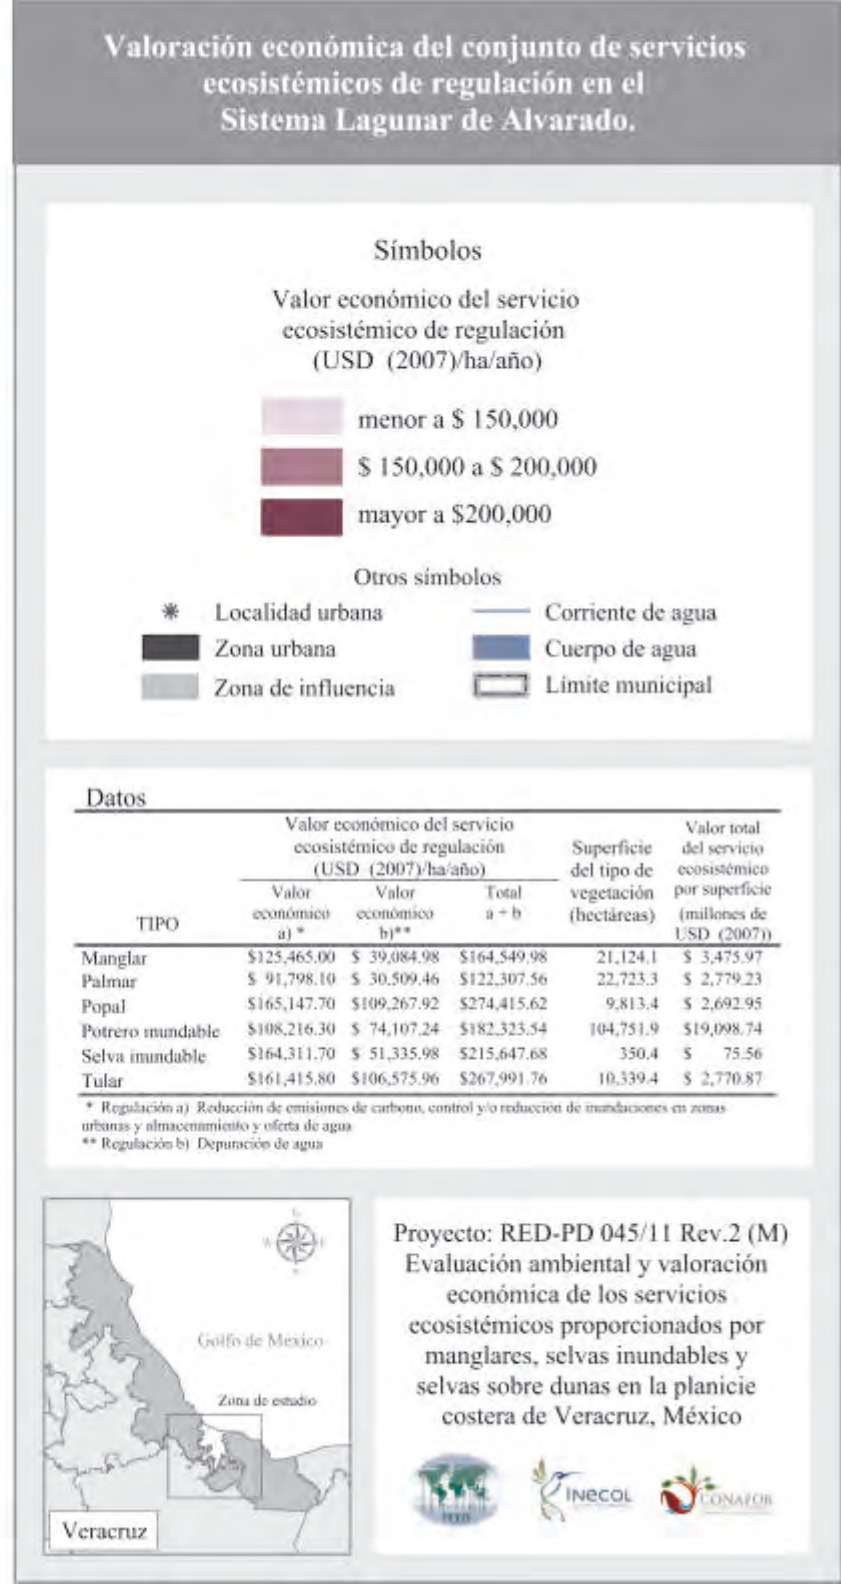 Valoración económica del conjunto de servicios
ecosistémicos de regulación en el
Sistema Lagunar de Alvarado.
Símbolos
Valor económico del servicio
ecosistémico de regulación
(USD (2007)/ha/año)
menor a $ 150,000
$ 150,000 a $ 200,000
mayor a $200,000
Otros símbolos
Localidad urbana
Corriente de agua
Zona urbana
Cuerpo de agua
Zona de influencia
Límite municipal
Datos
TIPO
Valor económico del servicio
ecosistémico de regulación
(USD (2007)/ha/año)
Valor
económico
a) *
Valor
económico
b)**
Total
a + b
Superficie
del tipo de
vegetación
(hectáreas)
Valor total
del servicio
ecosistémico
por superficie
(millones de
USD (2007))
Manglar $125,465.00 $ 39,084.98 $164,549.98 21,124.1 $ 3,475.97
Palmar $ 91,798.10 $ 30,509.46 $122,307.56 22,723.3 $ 2,779.23
Popal $165,147.70 $109,267.92 $274,415.62 9,813.4 $ 2,692.95
Potrero inundable $108,216.30 $ 74,107.24 $182,323.54 104,751.9 $19,098.74
Selva inundable $164,311.70 $ 51,335.98 $215,647.68 350.4 $ 75.56
Tular $161,415.80 $106,575.96 $267,991.76 10,339.4 $ 2,770.87
* Regulación a) Reducción de emisiones de carbono, control y/o reducción de inundaciones en zonas
urbanas y almacenamiento y oferta de agua
** Regulación b) Depuración de agua
Golfo de Mexico
Zona de estudio
Veracruz
Proyecto: RED-PD 045/11 Rev.2 (M)
Evaluación ambiental y valoración
económica de los servicios
ecosistémicos proporcionados por
manglares, selvas inundables y
selvas sobre dunas en la planicie
costera de Veracruz, México
INECOL
CONAFOR